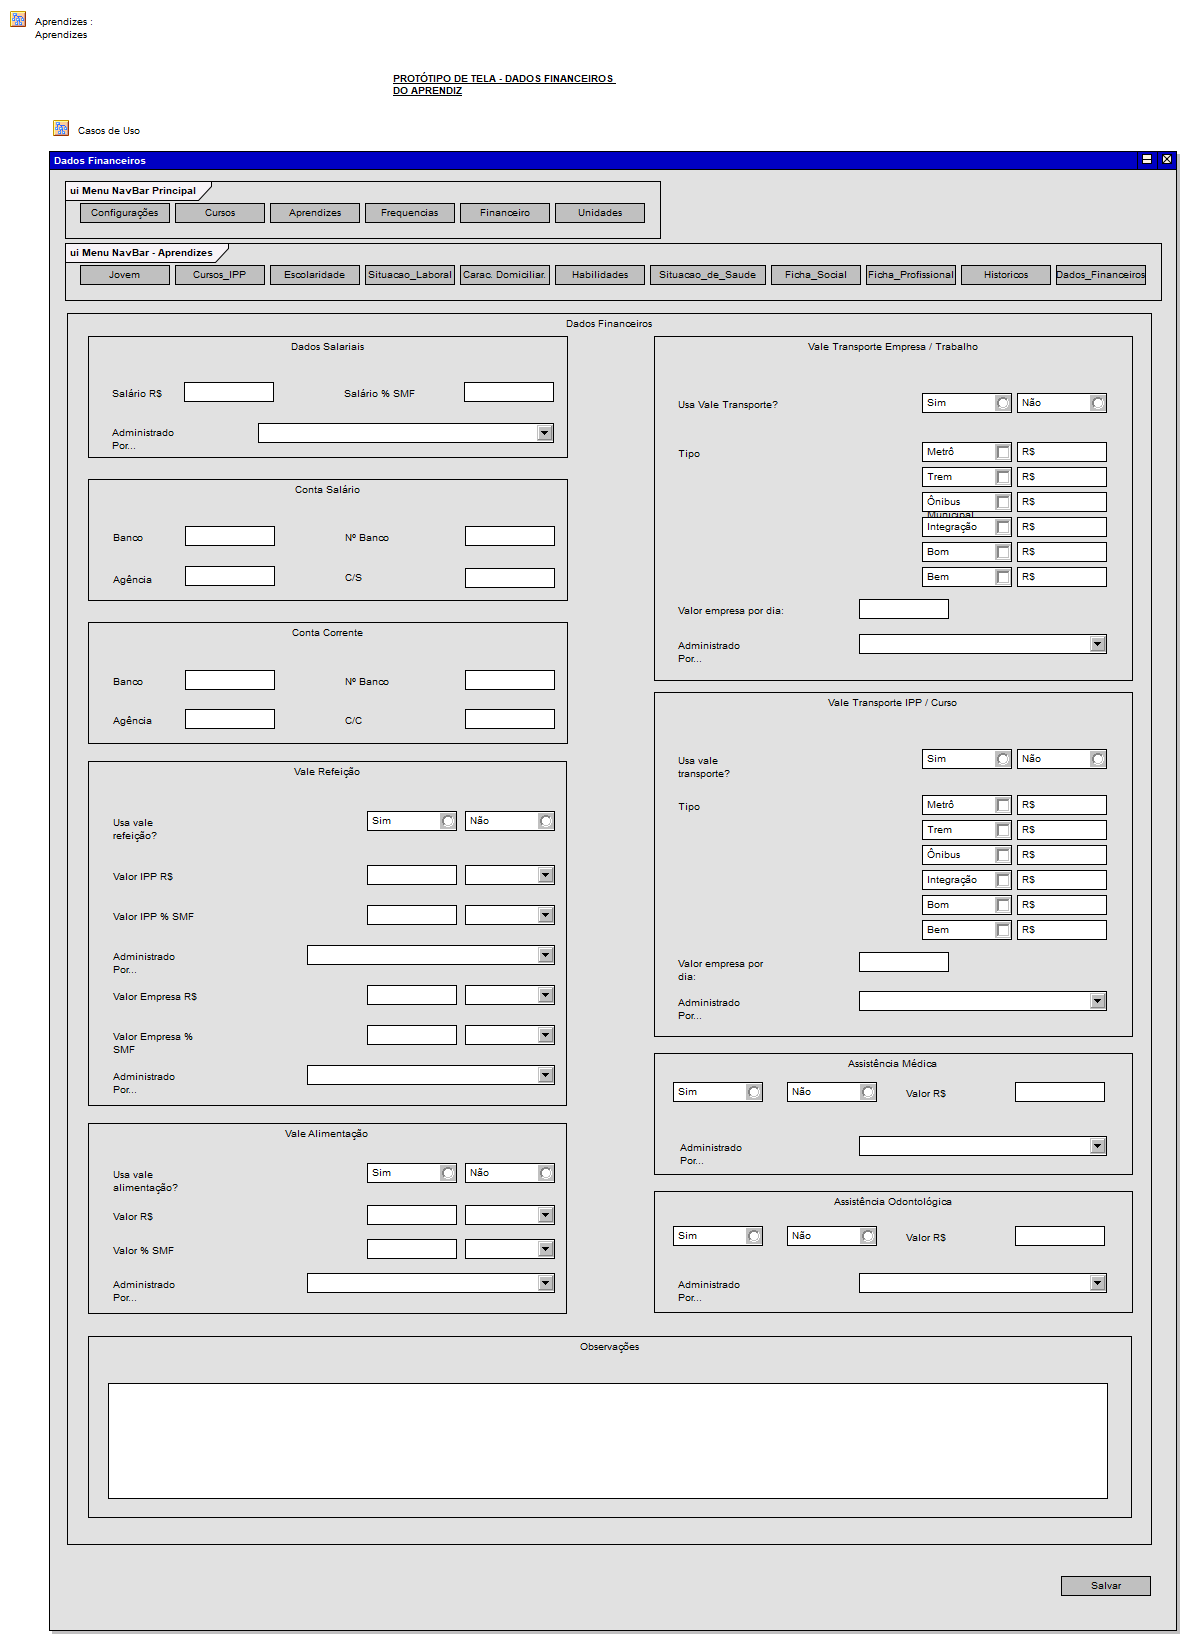 Aprendizes :
Aprendizes
PROTÓTIPO DE TELA - DADOS FINANCEIROS
DO APRENDIZ
Casos de Uso
Dados Financeiros
ui Menu NavBar Principal
Configurações Cursos Aprendizes Frequencias Financeiro Unidades
ui Menu NavBar - Aprendizes
Jovem Cursos_IPP Escolaridade Situacao_Laboral Carac. Domiciliar. Habilidades Situacao_de_Saude Ficha_Social Ficha_Profissional Historicos Dados_Financeiros
Dados Financeiros
Dados Salariais
Salário R$ Salário % SMF
Administrado
Por...
Conta Salário
Banco Nº Banco
Agência C/S
Conta Corrente
Banco Nº Banco
Agência C/C
Vale Refeição
Usa vale
refeição?
Sim Não
Valor IPP R$
Valor IPP % SMF
Administrado
Por...
Valor Empresa R$
Valor Empresa %
SMF
Administrado
Por...
Vale Alimentação
Usa vale
alimentação?
Sim Não
Valor R$
Valor % SMF
Administrado
Por...
Vale Transporte Empresa / Trabalho
Usa Vale Transporte? Sim Não
Tipo Metrô R$
Trem R$
Ônibus R$
Municipal
Integração R$
Bom R$
Bem R$
Valor empresa por dia:
Administrado
Por...
Vale Transporte IPP / Curso
Usa vale
transporte?
Sim Não
Tipo Metrô R$
Trem R$
Ônibus R$
Integração R$
Bom R$
Bem R$
Valor empresa por
dia:
Administrado
Por...
Assistência Médica
Sim Não Valor R$
Administrado
Por...
Assistência Odontológica
Sim Não Valor R$
Administrado
Por...
Observações
Salvar